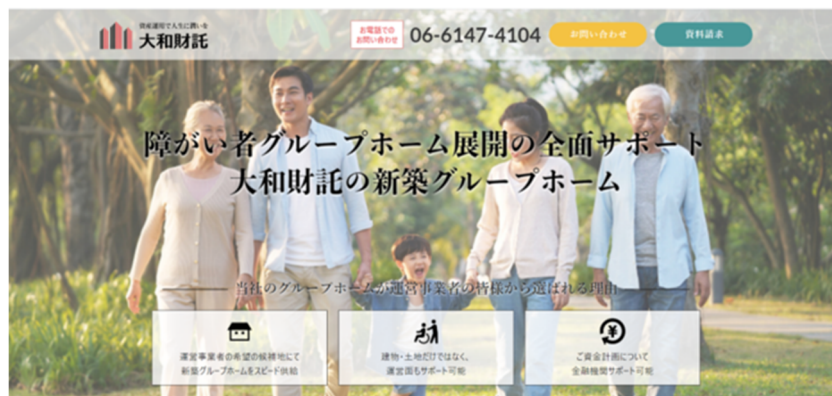 資産運用で人生に潤いを
大和財託
お電話での
お問い合わせ
06-6147-4104
お問い合わせ
資料請求
障がい者グループホーム展開の全面サポート
大和財託の新築グループホーム
当社のグループホームが運営事業者の皆様から選ばれる理由
運営事業者の希望の候補地にて
新築グループホームをスピード供給
建物・土地だけではなく、
運営面もサポート可能
ご資金計画について
金融機関サポート可能